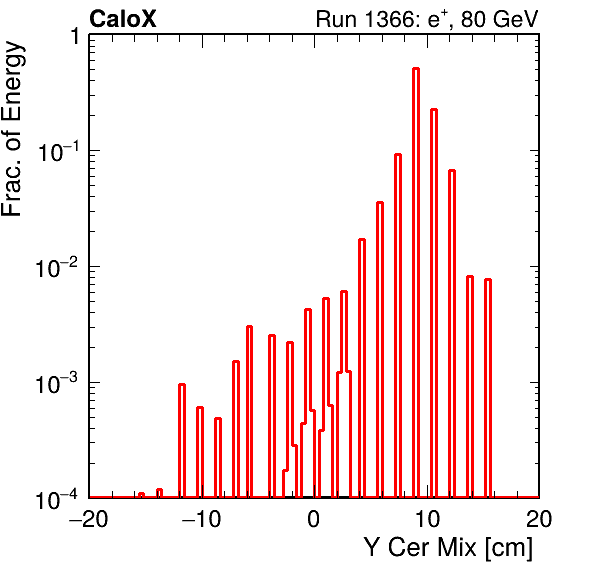 CaloX Run 1366: e⁺, 80 GeV
Frac. of Energy
1
10⁻¹
10⁻²
10⁻³
10⁻⁴
−20 −10 0 10 20
Y Cer Mix [cm]